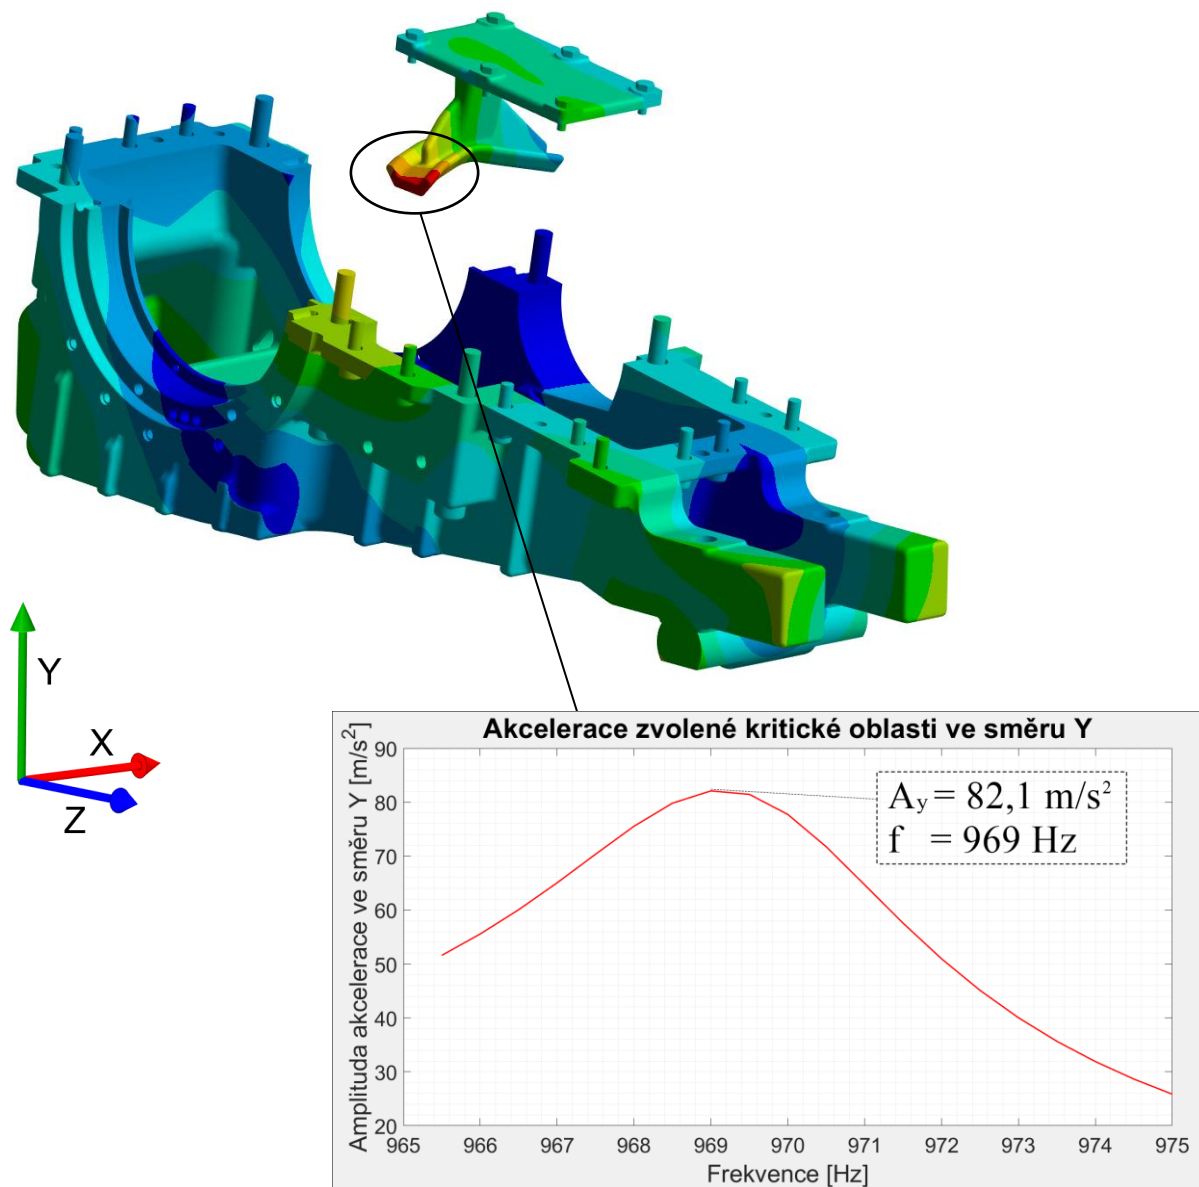 Y
X
Z
Akcelerace zvolené kritické oblasti ve směru Y
Amplituda akcelerace ve směru Y [m/s²]
90
80
70
60
50
40
30
20
A_y = 82,1 m/s²
f = 969 Hz
965 966 967 968 969 970 971 972 973 974 975
Frekvence [Hz]